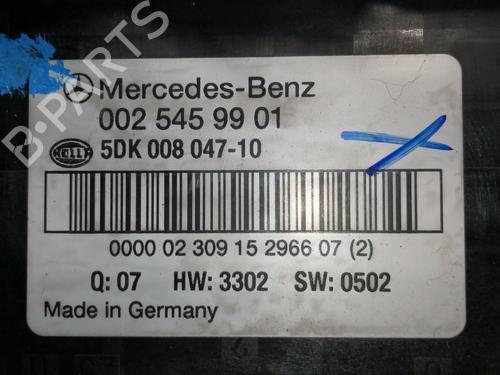 B-PARTS
Mercedes-Benz
002 545 99 01
HELLA 5DK 008 047-10
0000 02 309 15 2966 07 (2)
Q: 07 HW: 3302 SW: 0502
Made in Germany